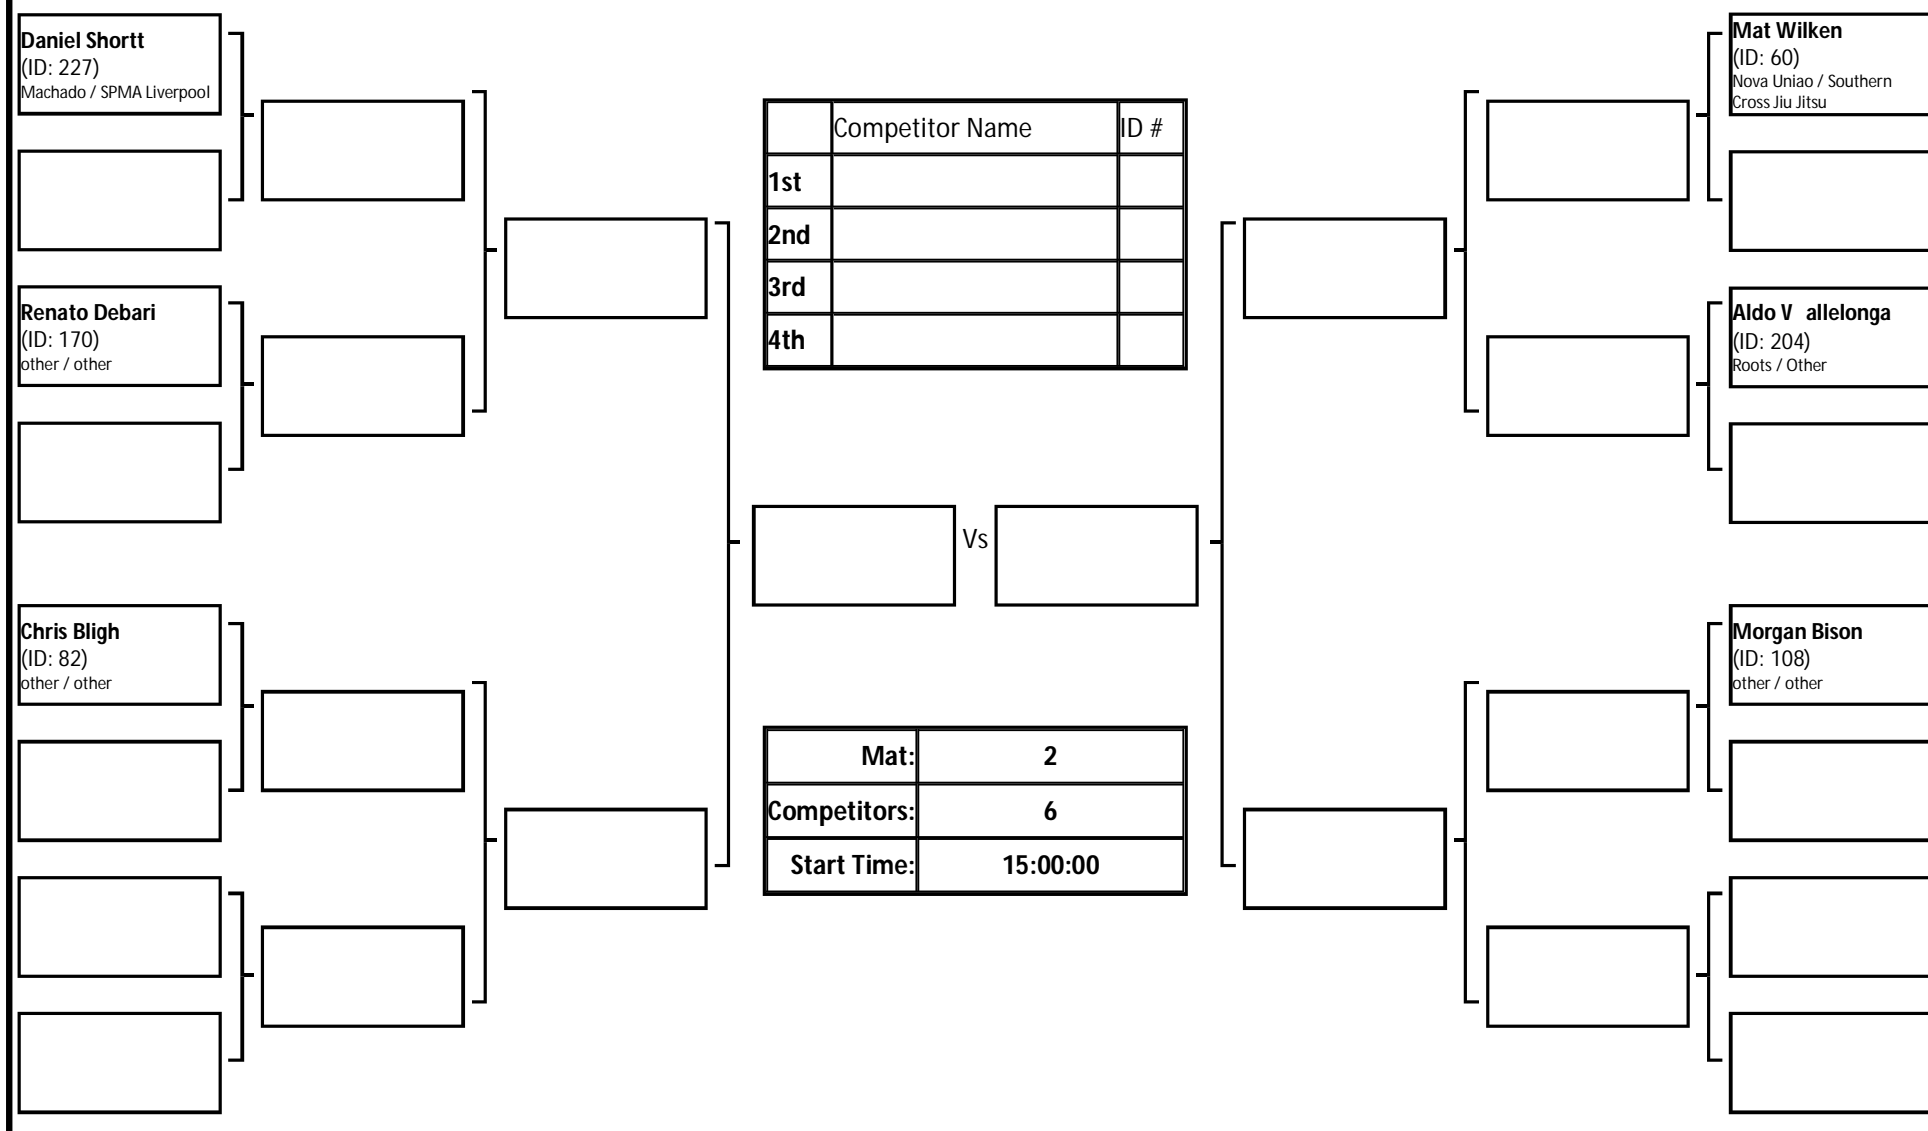 Daniel Shortt
(ID: 227)
Machado / SPMA Liverpool
Renato Debari
(ID: 170)
other / other
Chris Bligh
(ID: 82)
other / other
Competitor Name ID #
1st
2nd
3rd
4th
Vs
Mat: 2
Competitors: 6
Start Time: 15:00:00
Mat Wilken
(ID: 60)
Nova Uniao / Southern
Cross Jiu Jitsu
Aldo V allelonga
(ID: 204)
Roots / Other
Morgan Bison
(ID: 108)
other / other